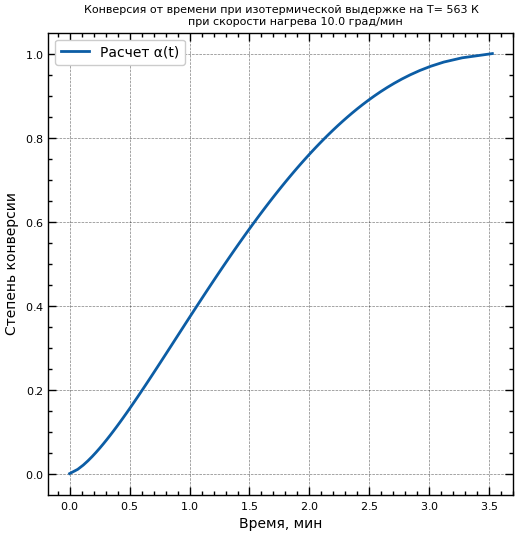 Конверсия от времени при изотермической выдержке на T= 563 К
при скорости нагрева 10.0 град/мин
Расчет α(t)
1.0
0.8
0.6
0.4
0.2
0.0
Степень конверсии
0.0 0.5 1.0 1.5 2.0 2.5 3.0 3.5
Время, мин